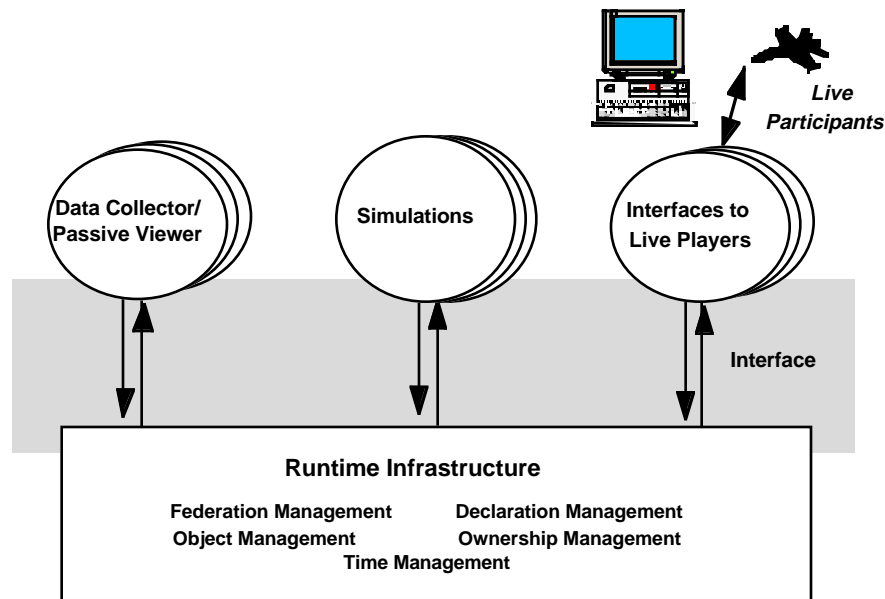 Live
Participants
Data Collector/
Passive Viewer
Simulations
Interfaces to
Live Players
Interface
Runtime Infrastructure
Federation Management
Declaration Management
Object Management
Ownership Management
Time Management